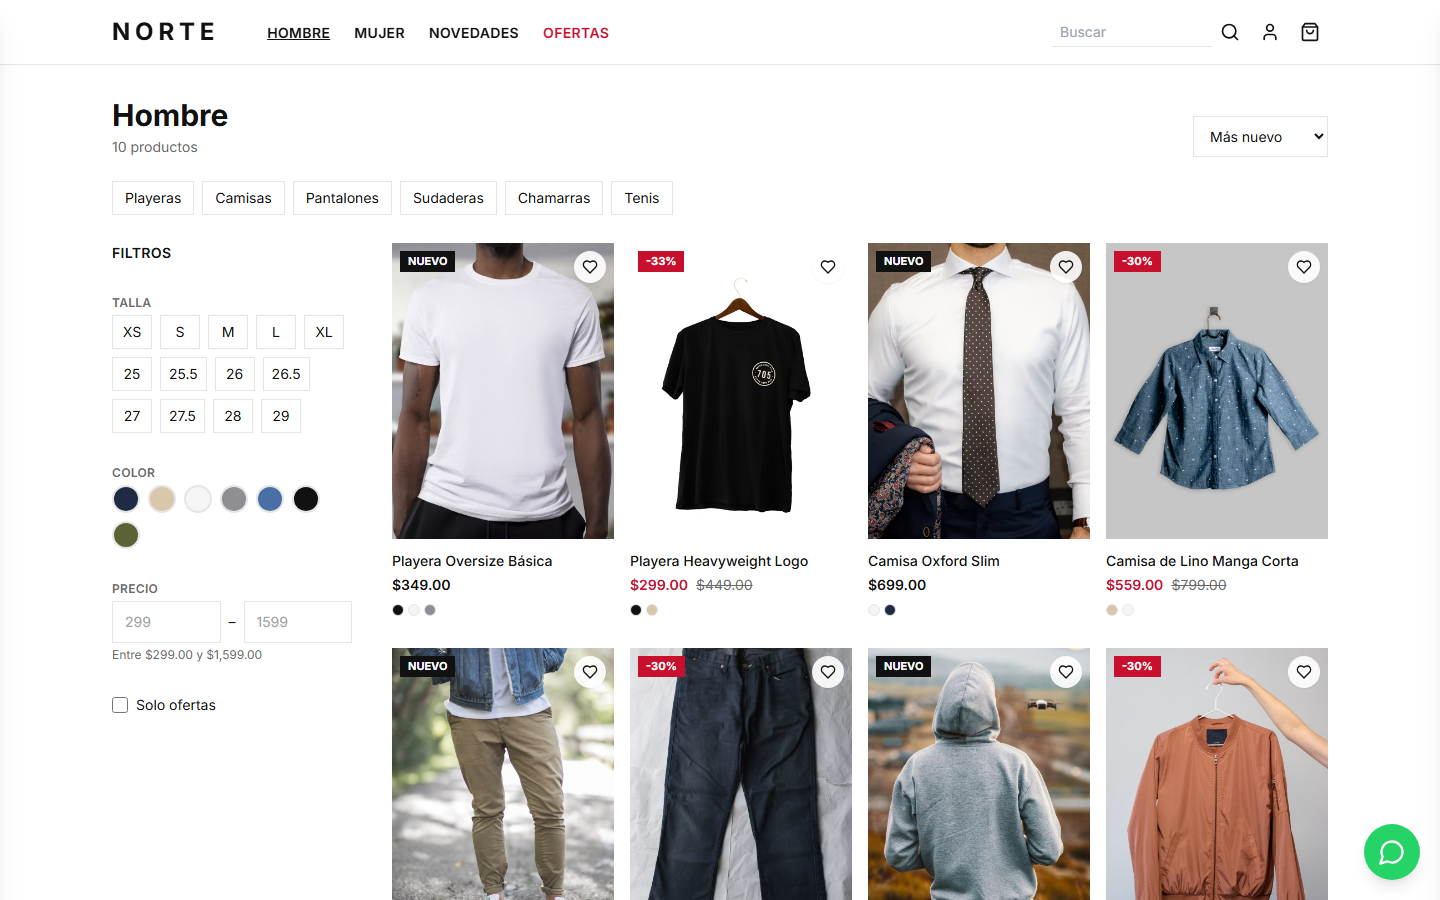 NORTE
HOMBRE MUJER NOVEDADES OFERTAS
Buscar
Hombre
10 productos
Más nuevo
Playeras Camisas Pantalones Sudaderas Chamarras Tenis
FILTROS
TALLA
XS S M L XL
25 25.5 26 26.5
27 27.5 28 29
COLOR
PRECIO
299 – 1599
Entre $299.00 y $1,599.00
Solo ofertas
NUEVO -33% NUEVO -30%
705
Playera Oversize Básica
$349.00
Playera Heavyweight Logo
$299.00 $449.00
Camisa Oxford Slim
$699.00
Camisa de Lino Manga Corta
$559.00 $799.00
NUEVO -30% NUEVO -30%